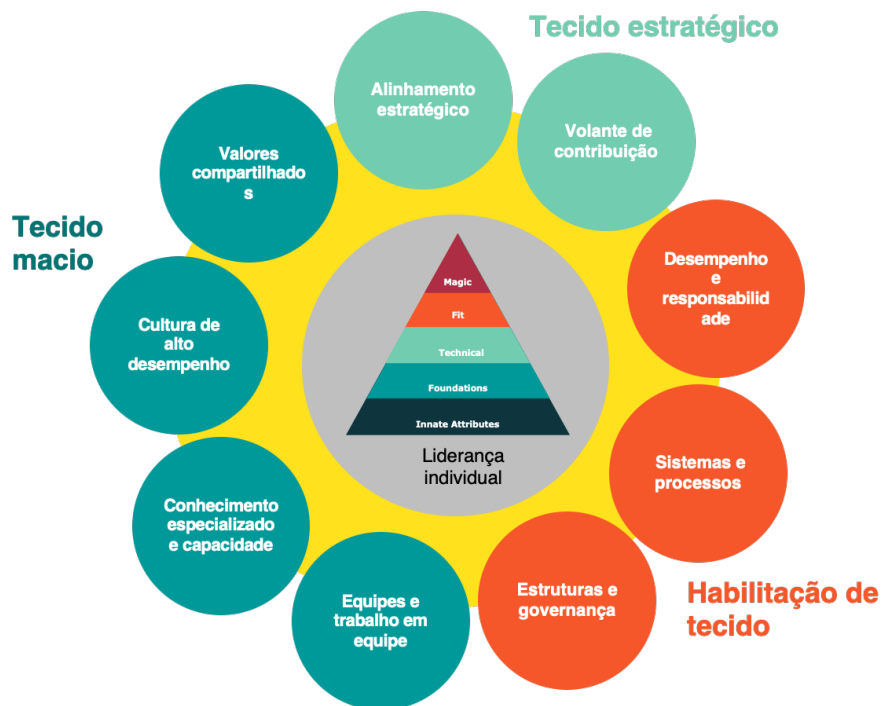 Tecido estratégico
Alinhamento
estratégico
Volante de
contribuição
Valores
compartilhado
s
Tecido
macio
Desempenho
e
responsabilid
ade
Cultura de
alto
desempenho
Magic
Fit
Technical
Foundations
Innate Attributes
Liderança
individual
Sistemas e
processos
Conhecimento
especializado
e capacidade
Estruturas e
governança
Habilitação de
tecido
Equipes e
trabalho em
equipe